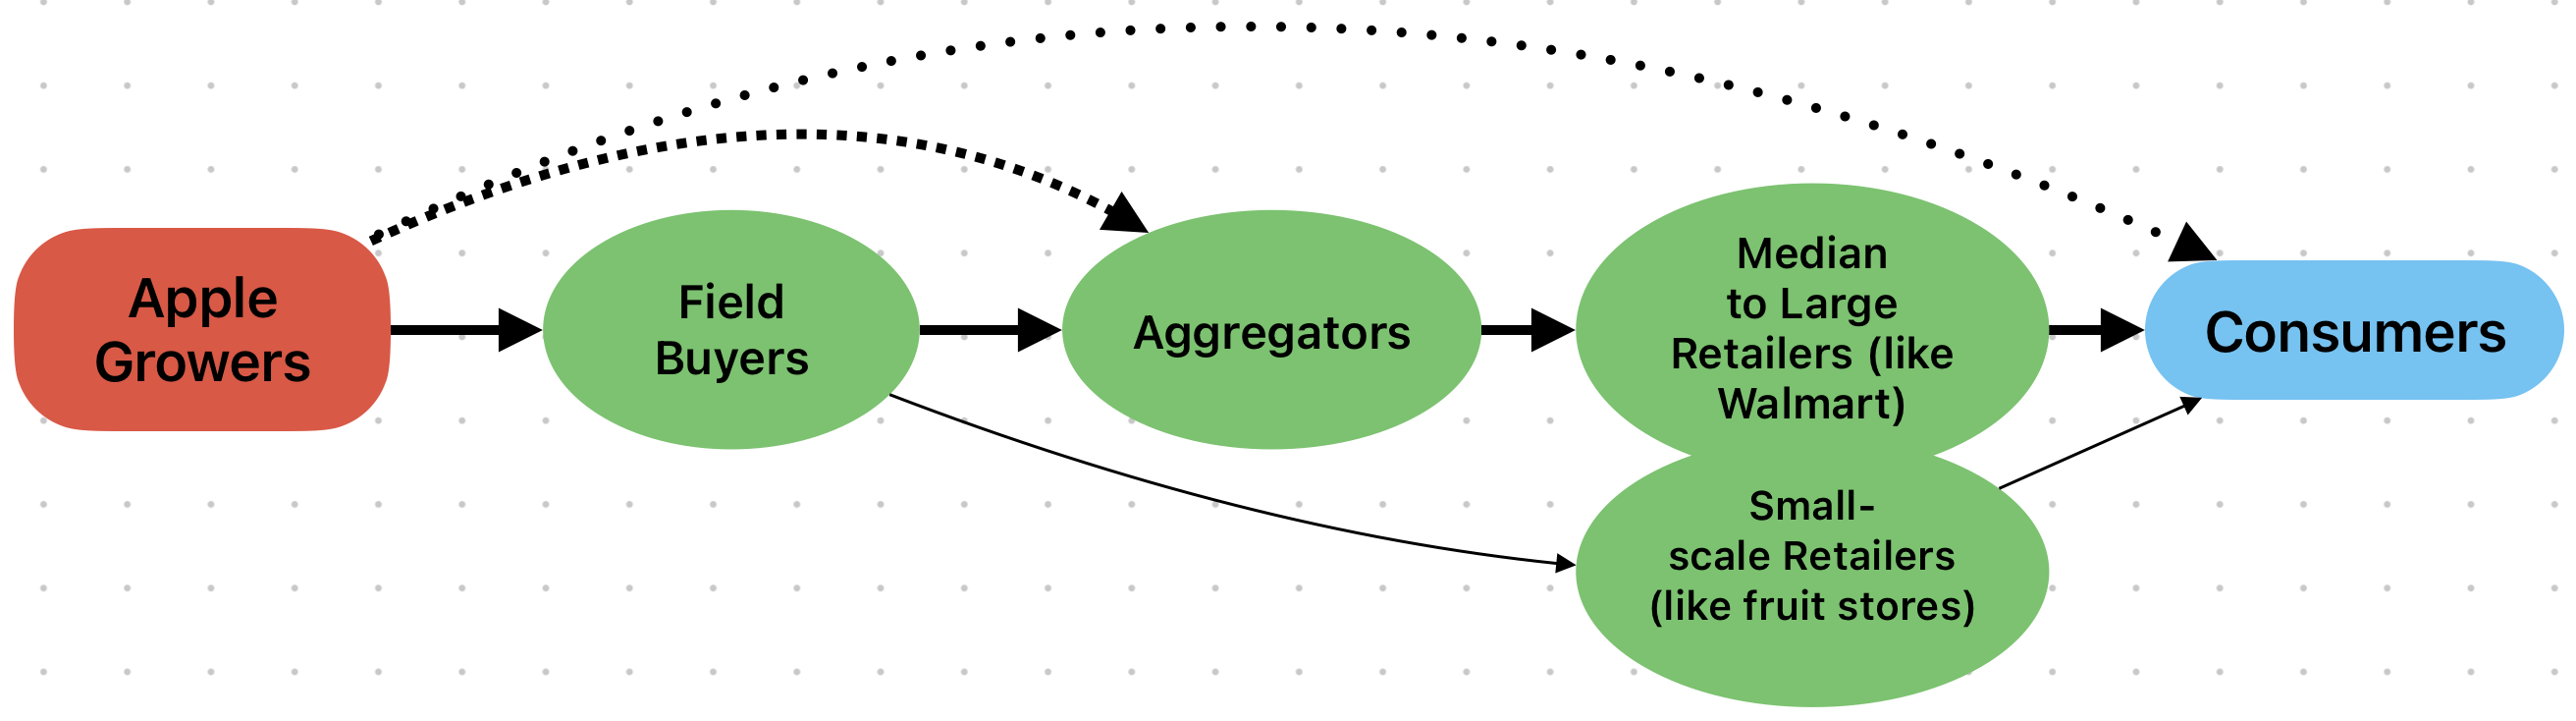 Apple
Growers
Field
Buyers
Aggregators
Median
to Large
Retailers (like
Walmart)
Small-
scale Retailers
(like fruit stores)
Consumers